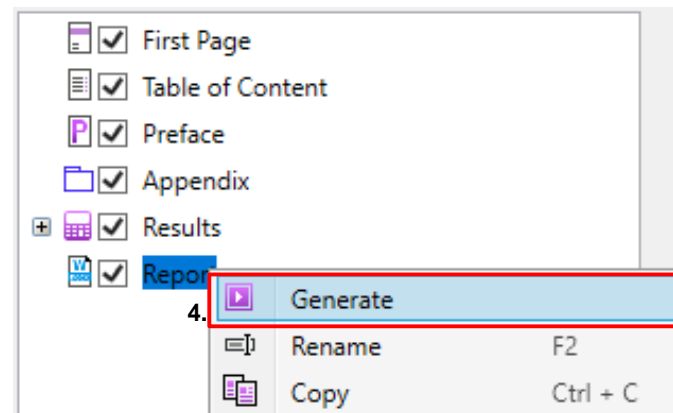 First Page
Table of Content
P Preface
Appendix
Results
W Repor
4. Generate
Rename F2
Copy Ctrl + C